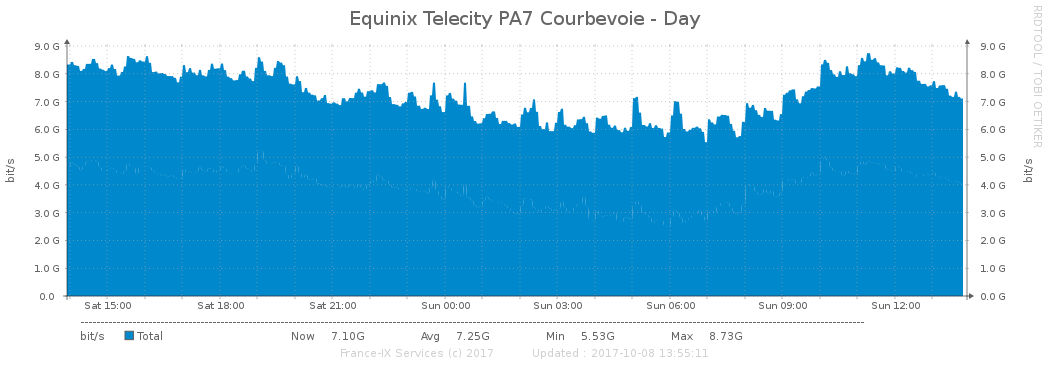 Equinix Telecity PA7 Courbevoie - Day
RRDTOOL / TOBI OETIKER
9.0 G 9.0 G
8.0 G 8.0 G
7.0 G 7.0 G
6.0 G 6.0 G
5.0 G 5.0 G
4.0 G 4.0 G
3.0 G 3.0 G
2.0 G 2.0 G
1.0 G 1.0 G
0.0 0.0 G
bit/s bit/s
Sat 15:00 Sat 18:00 Sat 21:00 Sun 00:00 Sun 03:00 Sun 06:00 Sun 09:00 Sun 12:00
bit/s Total Now 7.10G Avg 7.25G Min 5.53G Max 8.73G
France-IX Services (c) 2017 Updated : 2017-10-08 13:55:11